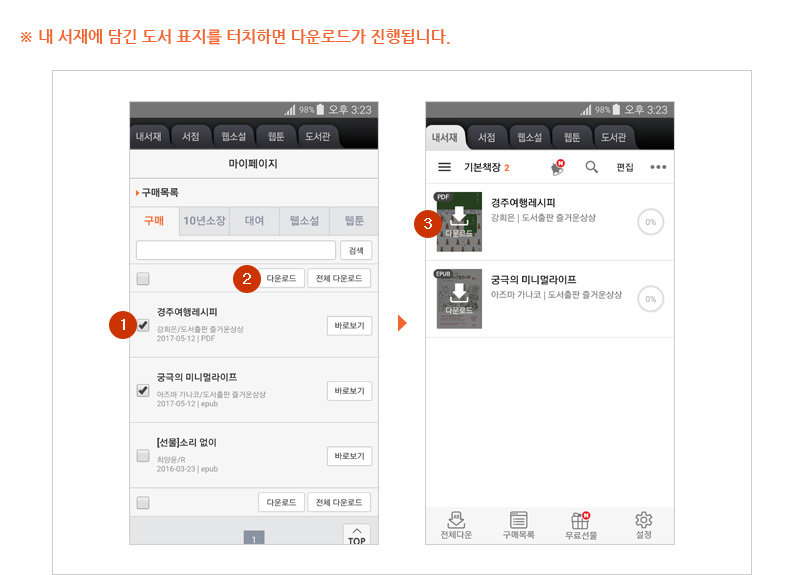 ※ 내 서재에 담긴 도서 표지를 터치하면 다운로드가 진행됩니다.
98% 오후 3:23
내서재 서점 웹소설 웹툰 도서관
마이페이지
구매목록
구매 10년소장 대여 웹소설 웹툰
검색
2 다운로드 전체 다운로드
경주여행레시피
1
강희은/도서출판 즐거운상상
2017-05-12 | PDF
바로보기
궁극의 미니멀라이프
아즈마 가나코/도서출판 즐거운상상
2017-05-12 | epub
바로보기
[선물]소리 없이
최양윤/R
2016-03-23 | epub
바로보기
다운로드 전체 다운로드
1
TOP
98% 오후 3:23
내서재 서점 웹소설 웹툰 도서관
기본책장 2 N 편집
PDF
경주여행레시피
3
강희은 | 도서출판 즐거운상상
다운로드
0%
EPUB
궁극의 미니멀라이프
아즈마 가나코 | 도서출판 즐거운상상
다운로드
0%
All N
전체다운 구매목록 무료선물 설정